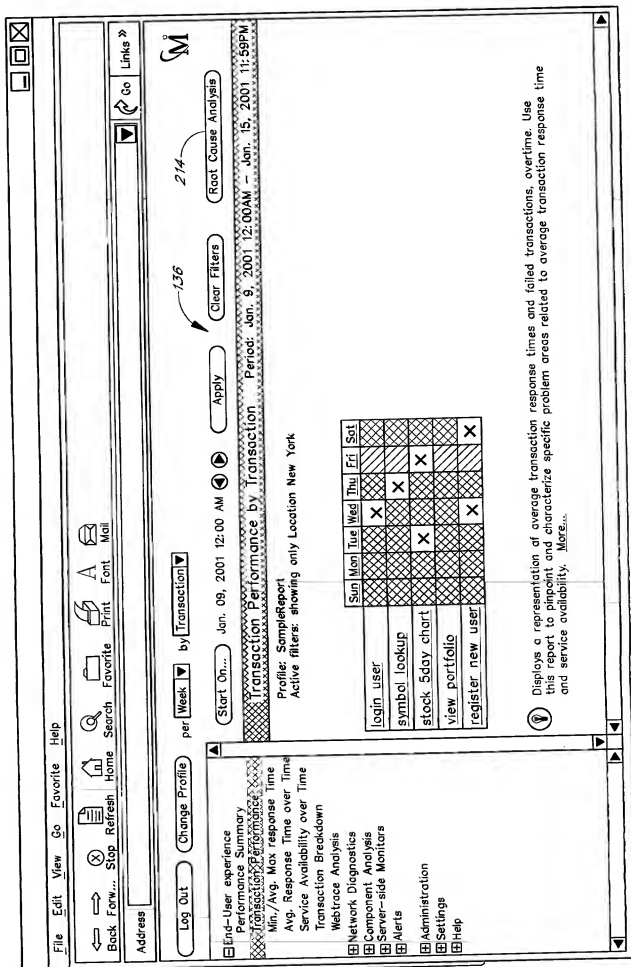 File Edit View Go Favorite Help
Back Forw... Stop Refresh Home Search Favorite Print Font Mail
Address
Go Links »
Log Out
Change Profile
per Week by Transaction
136
214
Start On... Jan. 09, 2001 12:00 AM
Apply
Clear Filters
Root Cause Analysis
Transaction Performance by Transaction Period: Jan. 9, 2001 12:00AM – Jan. 15, 2001 11:59PM
End-User experience
Performance Summary
Transaction Performance
Min./Avg. Max response Time
Avg. Response Time over Time
Service Availability over Time
Transaction Breakdown
Webtrace Analysis
Network Diagnostics
Component Analysis
Server-side Monitors
Alerts
Administration
Settings
Help
Profile: SampleReport
Active filters: showing only Location New York
Sun Mon Tue Wed Thu Fri Sat
login user X
symbol lookup X
stock 5day chart X X
view portfolio
register new user X X
Displays a representation of average transaction response times and failed transactions, overtime. Use
this report to pinpoint and characterize specific problem areas related to average transaction response time
and service availability. More...